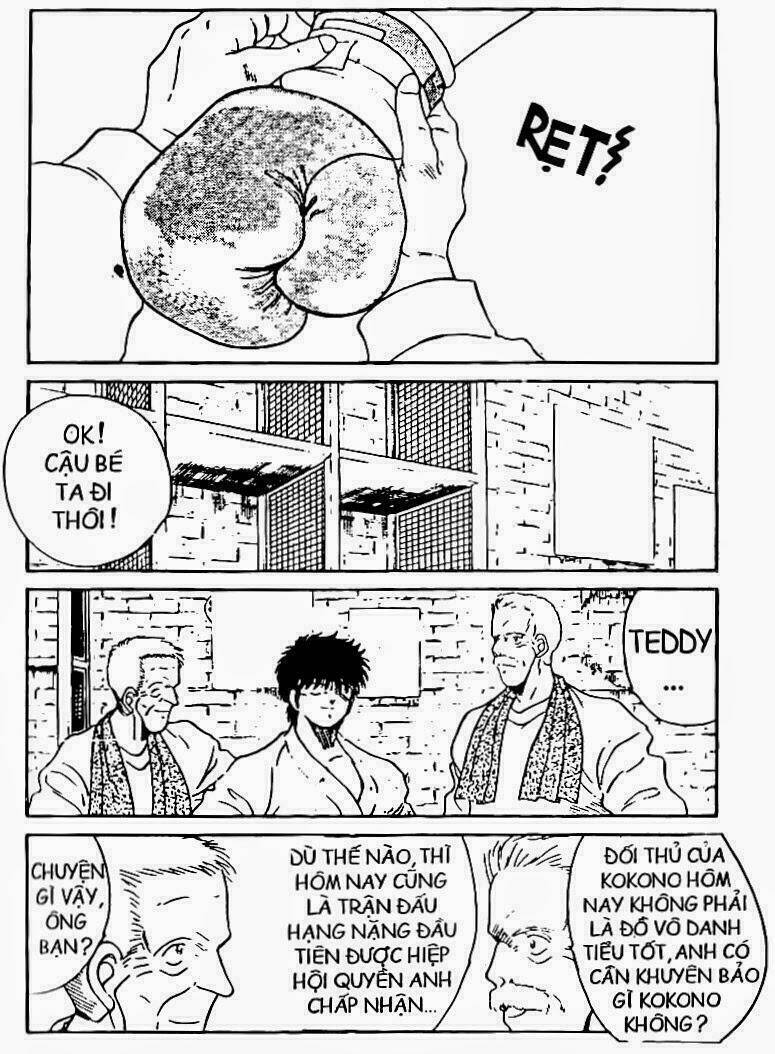 RẸT!
OK!
CẬU BÉ
TA ĐI
THÔI!
TEDDY
...
ĐỐI THỦ CỦA
KOKONO HÔM
NAY KHÔNG PHẢI
LÀ ĐỒ VÔ DANH
TIỂU TỐT, ANH CÓ
CẦN KHUYÊN BẢO
GÌ KOKONO
KHÔNG?
DÙ THẾ NÀO, THÌ
HÔM NAY CŨNG
LÀ TRẬN ĐẤU
HẠNG NẶNG ĐẦU
TIÊN ĐƯỢC HIỆP
HỘI QUYỀN ANH
CHẤP NHẬN...
CHUYỆN
GÌ VẬY,
ÔNG
BẠN?